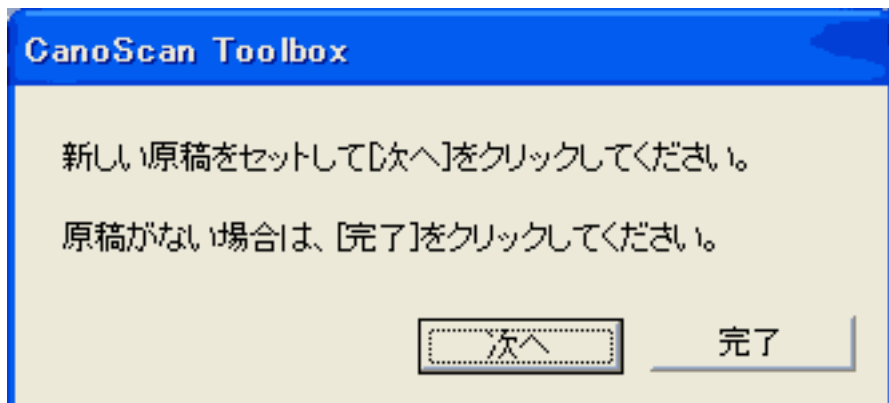 CanoScan Toolbox
新しい原稿をセットして[次へ]をクリックしてください。
原稿がない場合は、[完了]をクリックしてください。
次へ
完了